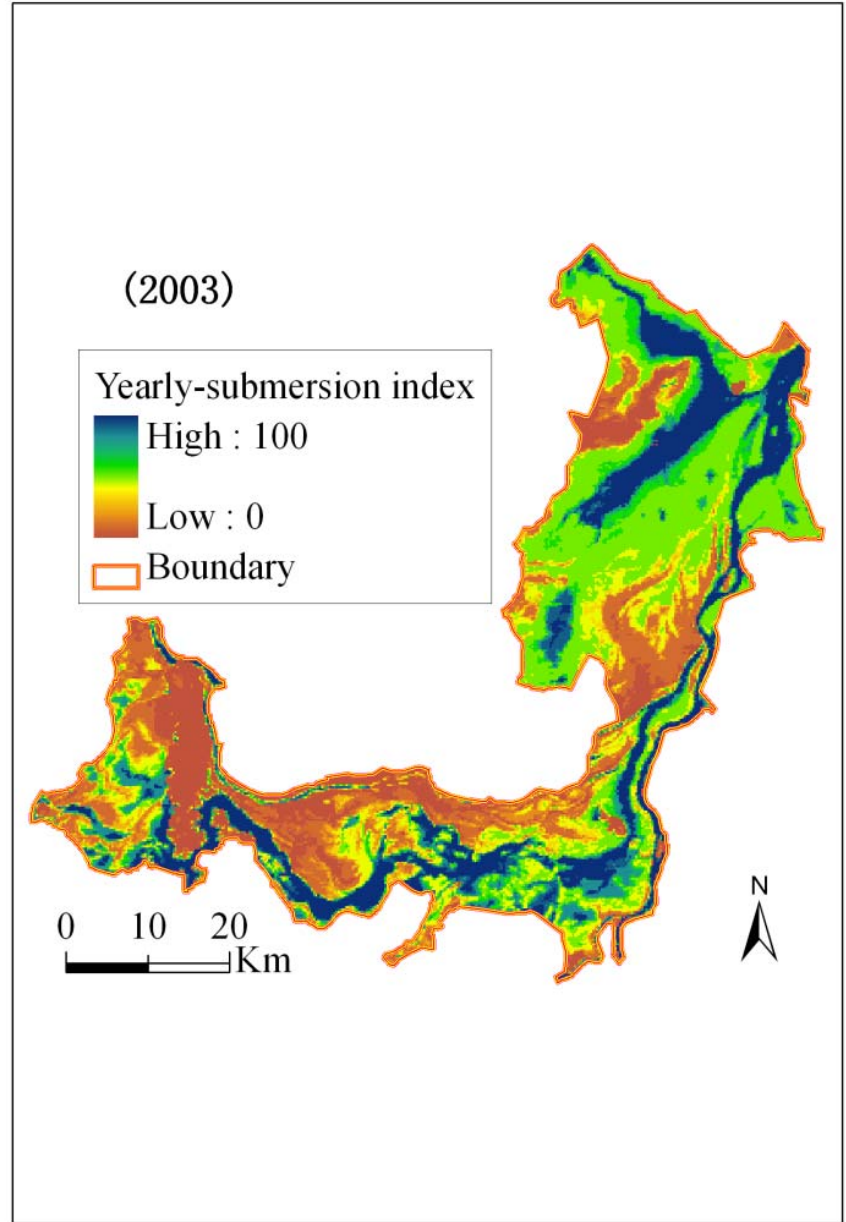 (2003)
Yearly-submersion index
High : 100
Low : 0
Boundary
N
0 10 20
Km